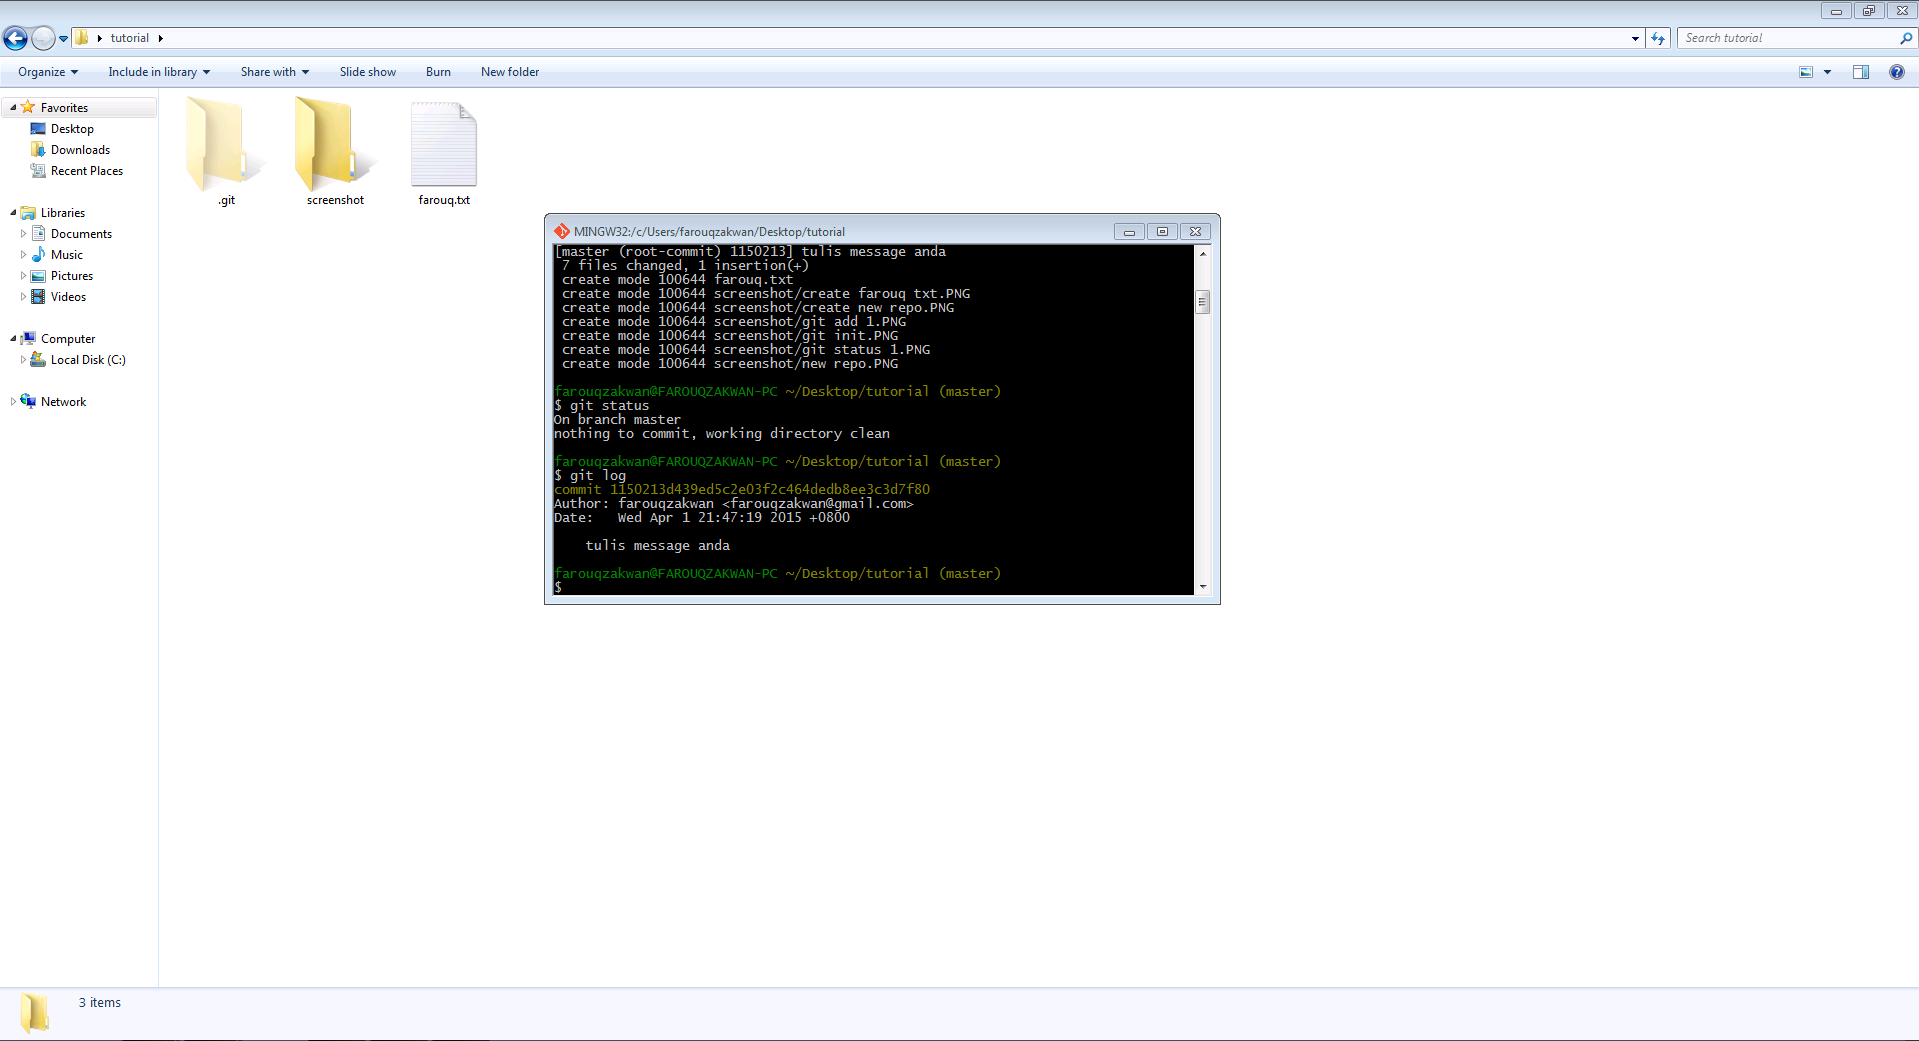 tutorial
Search tutorial
Organize
Include in library
Share with
Slide show
Burn
New folder
Favorites
Desktop
Downloads
Recent Places
Libraries
Documents
Music
Pictures
Videos
Computer
Local Disk (C:)
Network
.git
screenshot
farouq.txt
MINGW32:/c/Users/farouqzakwan/Desktop/tutorial
[master (root-commit) 1150213] tulis message anda
7 files changed, 1 insertion(+)
create mode 100644 farouq.txt
create mode 100644 screenshot/create farouq txt.PNG
create mode 100644 screenshot/create new repo.PNG
create mode 100644 screenshot/git add 1.PNG
create mode 100644 screenshot/git init.PNG
create mode 100644 screenshot/git status 1.PNG
create mode 100644 screenshot/new repo.PNG
farouqzakwan@FAROUQZAKWAN-PC ~/Desktop/tutorial (master)
$ git status
On branch master
nothing to commit, working directory clean
farouqzakwan@FAROUQZAKWAN-PC ~/Desktop/tutorial (master)
$ git log
commit 1150213d439ed5c2e03f2c464dedb8ee3c3d7f80
Author: farouqzakwan <farouqzakwan@gmail.com>
Date:   Wed Apr 1 21:47:19 2015 +0800
tulis message anda
farouqzakwan@FAROUQZAKWAN-PC ~/Desktop/tutorial (master)
$
3 items